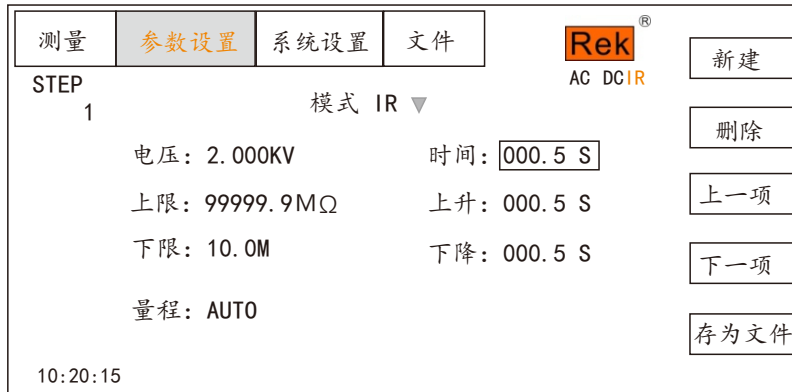 测量 参数设置 系统设置 文件 Rek®
AC DCIR
STEP
1
模式 IR ▼
电压：2.000KV 时间：000.5 S
上限：99999.9MΩ 上升：000.5 S
下限：10.0M 下降：000.5 S
量程：AUTO
10:20:15
新建
删除
上一项
下一项
存为文件